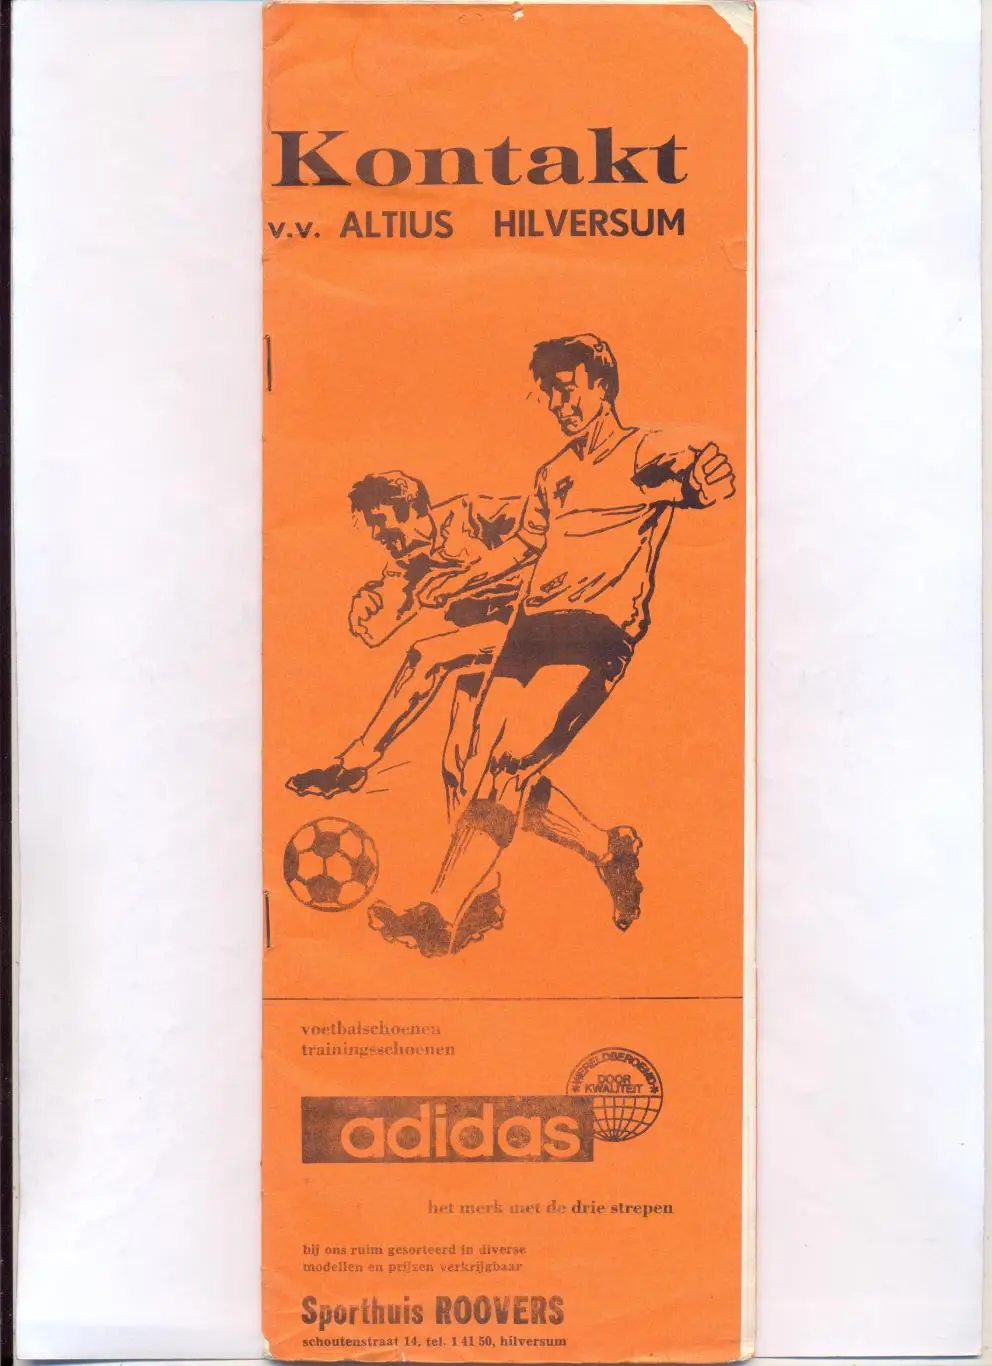 Kontakt
v.v. ALTIUS HILVERSUM
voetbalschoenen
trainingsschoenen
*WERELDBEROEMD*
DOOR
KWALITEIT
adidas
het merk met de drie strepen
bij ons ruim gesorteerd in diverse
modellen en prijzen verkrijgbaar
Sporthuis ROOVERS
schoutenstraat 14, tel. 1 41 50, hilversum